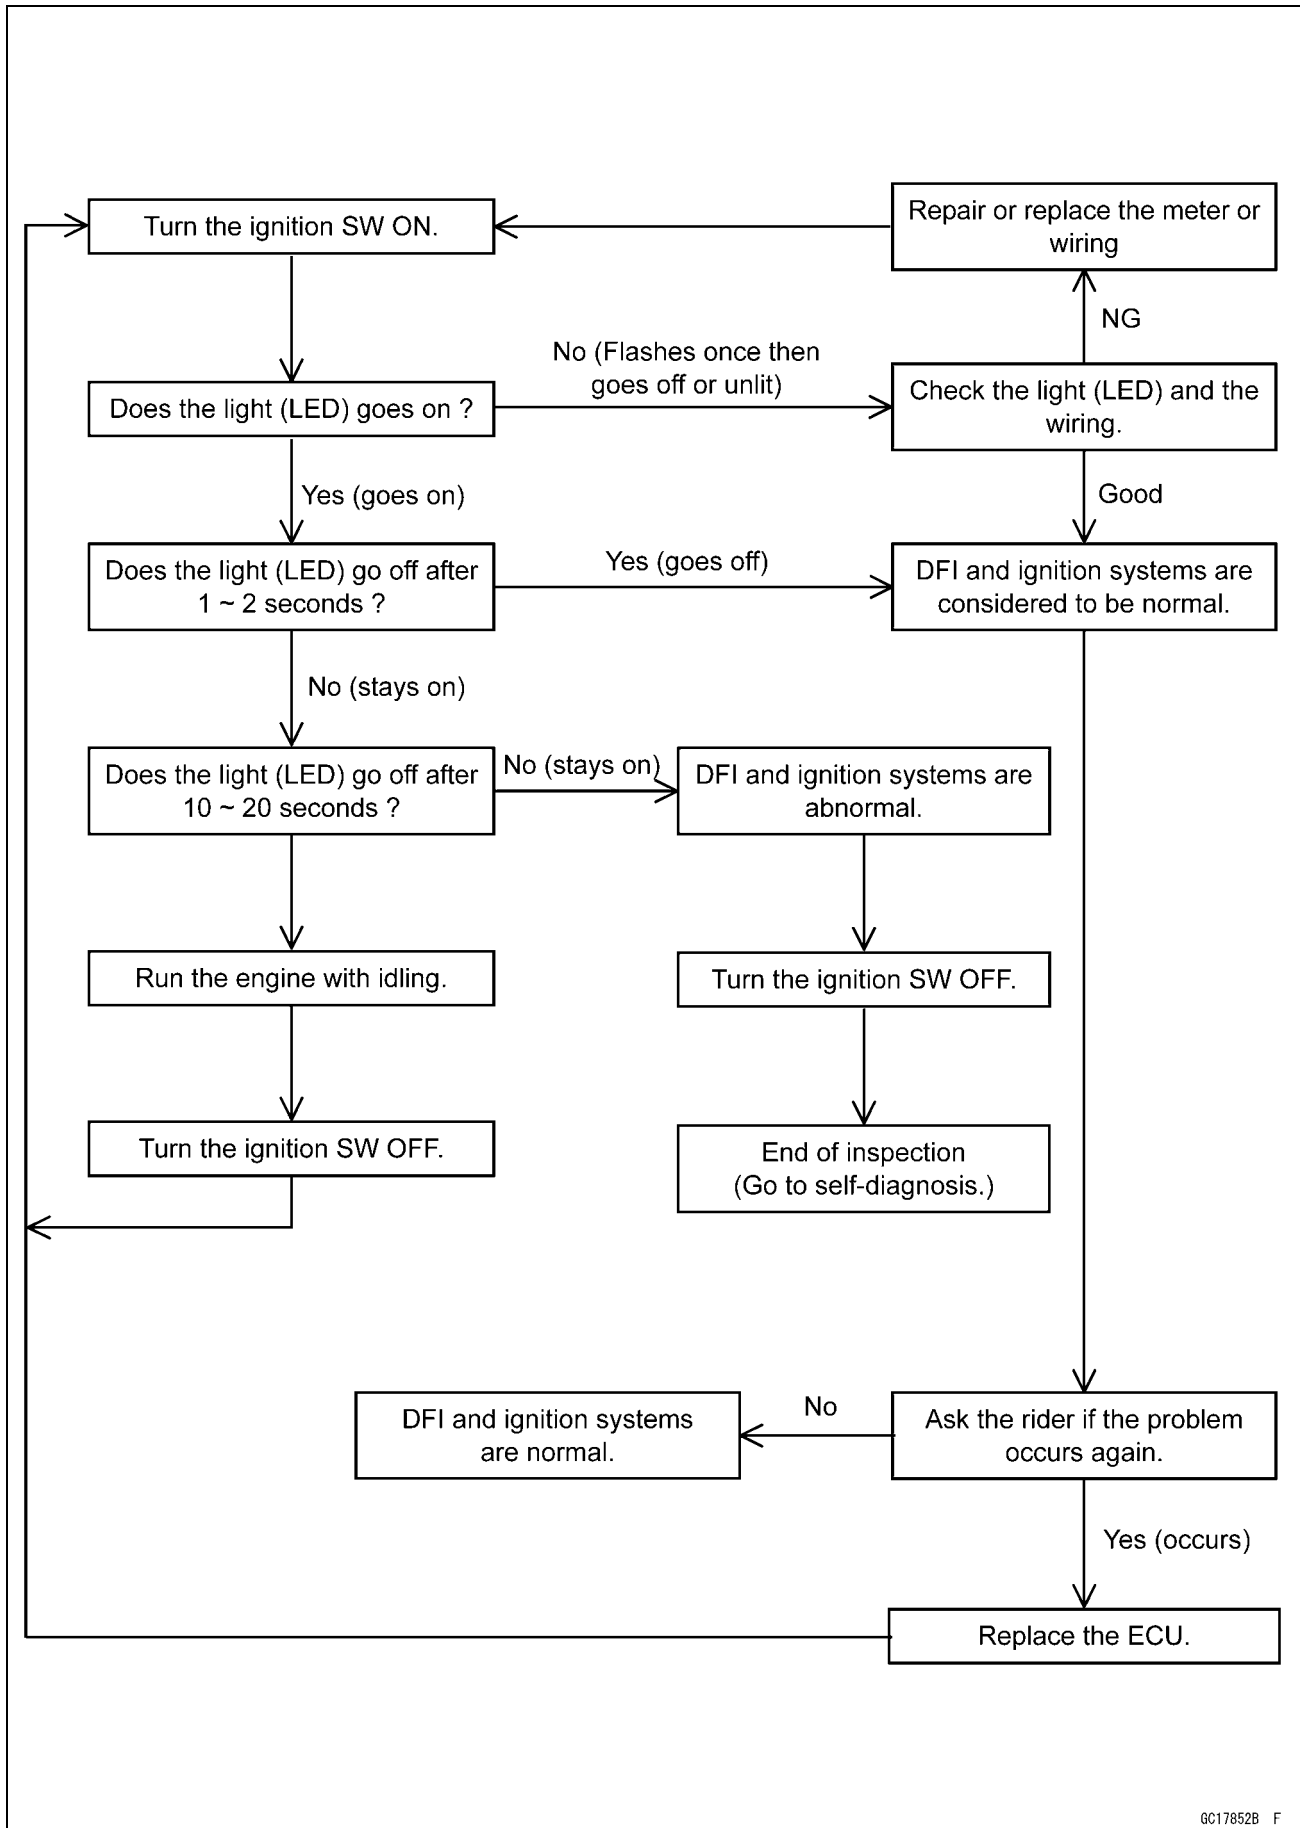 Turn the ignition SW ON.
Repair or replace the meter or
wiring
NG
No (Flashes once then
goes off or unlit)
Does the light (LED) goes on ?
Check the light (LED) and the
wiring.
Yes (goes on)
Good
Does the light (LED) go off after
1 ~ 2 seconds ?
Yes (goes off)
DFI and ignition systems are
considered to be normal.
No (stays on)
Does the light (LED) go off after
10 ~ 20 seconds ?
No (stays on)
DFI and ignition systems are
abnormal.
Run the engine with idling.
Turn the ignition SW OFF.
Turn the ignition SW OFF.
End of inspection
(Go to self-diagnosis.)
DFI and ignition systems
are normal.
No
Ask the rider if the problem
occurs again.
Yes (occurs)
Replace the ECU.
GC17852B F